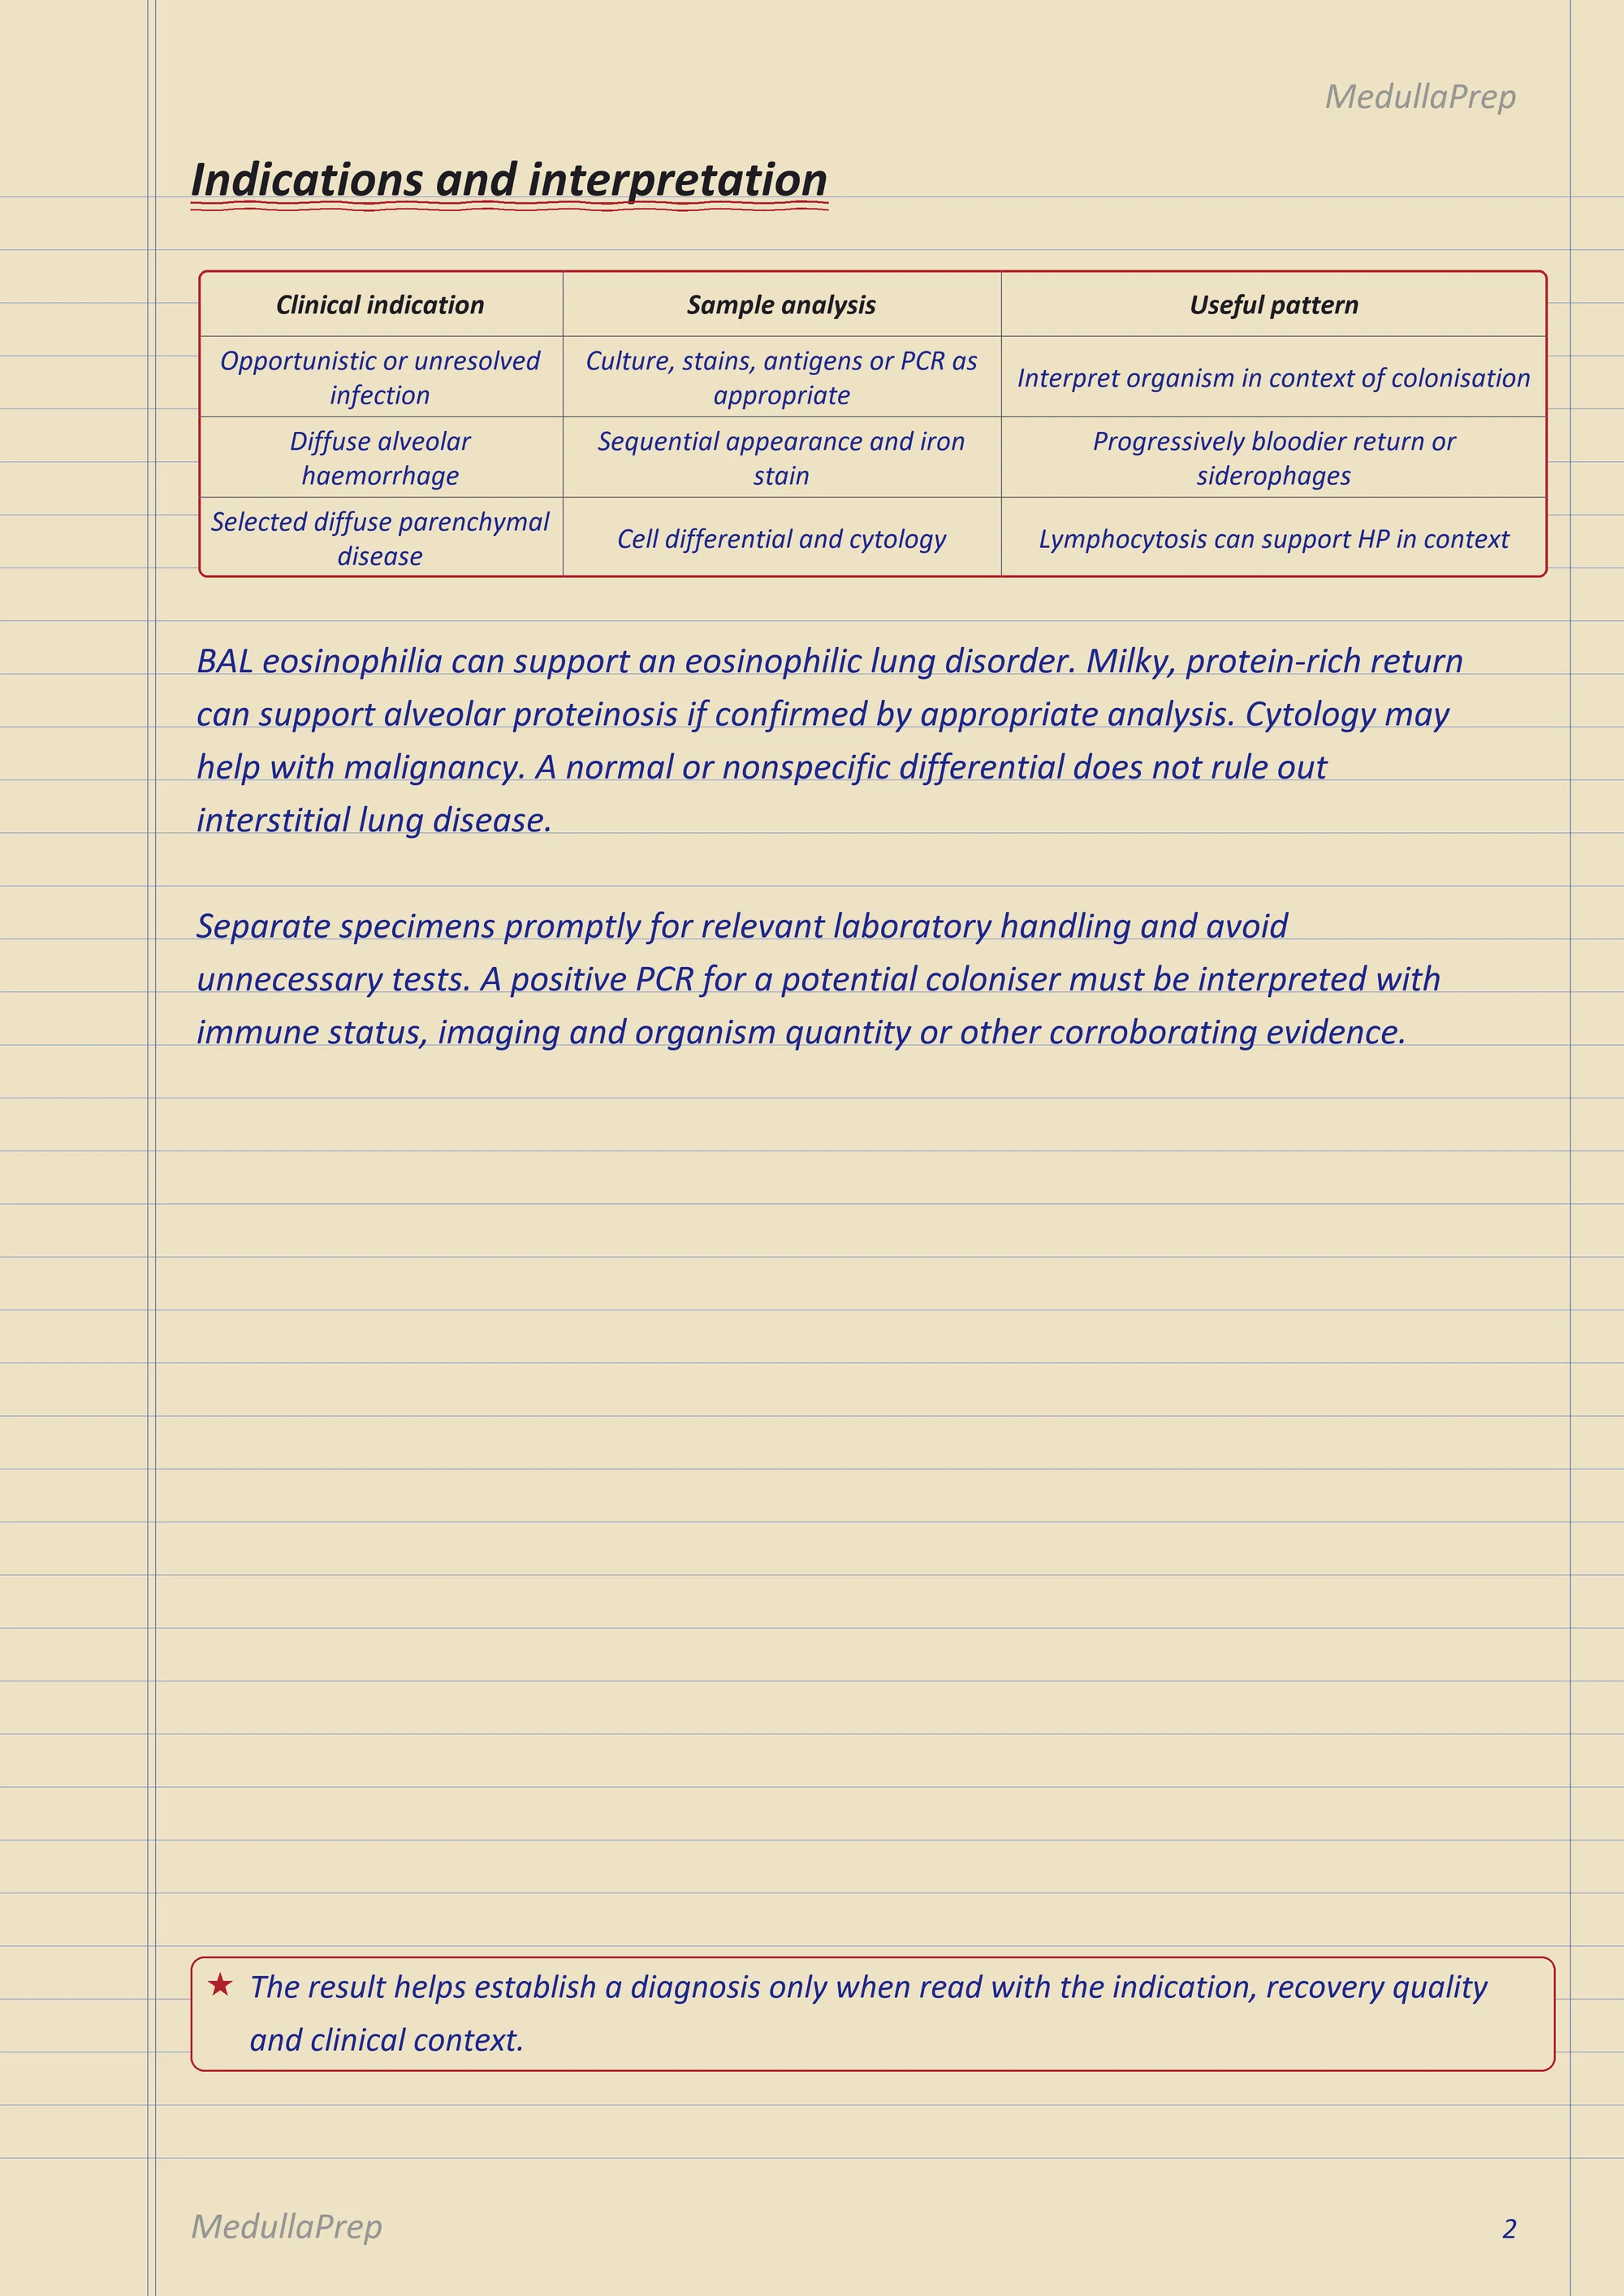 MedullaPrep
Indications and interpretation
Clinical indication Sample analysis Useful pattern
Opportunistic or unresolved
infection
Culture, stains, antigens or PCR as
appropriate
Interpret organism in context of colonisation
Diffuse alveolar
haemorrhage
Sequential appearance and iron
stain
Progressively bloodier return or
siderophages
Selected diffuse parenchymal
disease
Cell differential and cytology
Lymphocytosis can support HP in context
BAL eosinophilia can support an eosinophilic lung disorder. Milky, protein-rich return
can support alveolar proteinosis if confirmed by appropriate analysis. Cytology may
help with malignancy. A normal or nonspecific differential does not rule out
interstitial lung disease.
Separate specimens promptly for relevant laboratory handling and avoid
unnecessary tests. A positive PCR for a potential coloniser must be interpreted with
immune status, imaging and organism quantity or other corroborating evidence.
★ The result helps establish a diagnosis only when read with the indication, recovery quality
and clinical context.
MedullaPrep 2